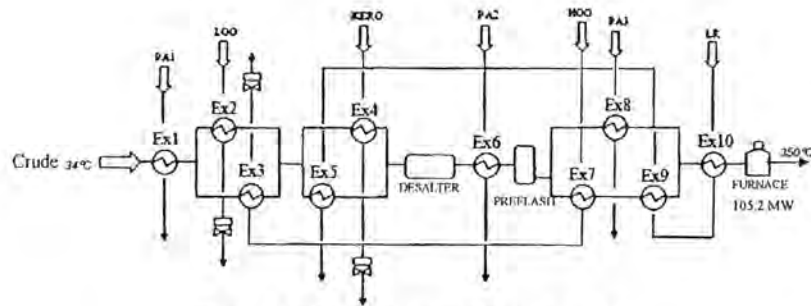 KERO PA2 HGO
LGO PA3 LR
PA1
Ex2 Ex4 Ex8
Ex1 Ex6 Ex10
Crude 34°C 350°C
Ex3 Ex5 DESALTER Ex7 Ex9 FURNACE
PREFLASH
105,2 MW